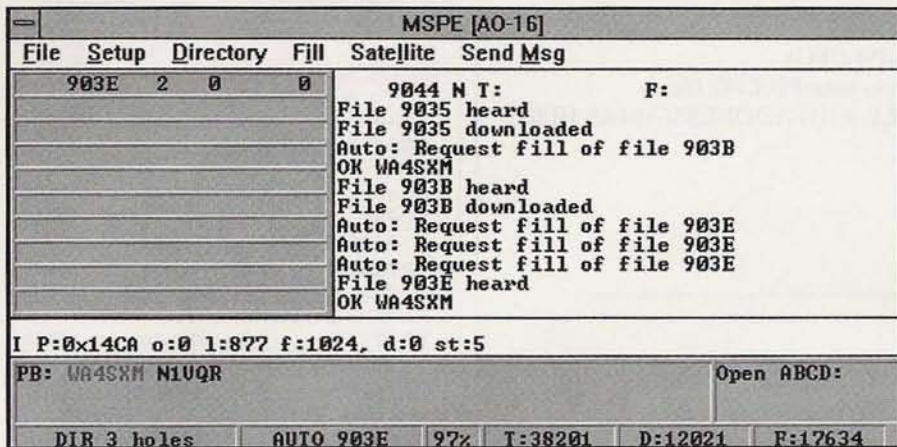 MSPE [AO-16]
File Setup Directory Fill Satellite Send Msg
903E 2 0 0
9044 N T: F:
File 9035 heard
File 9035 downloaded
Auto: Request fill of file 903B
OK WA4SXM
File 903B heard
File 903B downloaded
Auto: Request fill of file 903E
Auto: Request fill of file 903E
Auto: Request fill of file 903E
File 903E heard
OK WA4SXM
I P:0x14CA o:0 l:877 f:1024, d:0 st:5
PB: WA4SXM N1VQR
Open ABCD:
DIR 3 holes AUTO 903E 97% T:38201 D:12021 F:17634